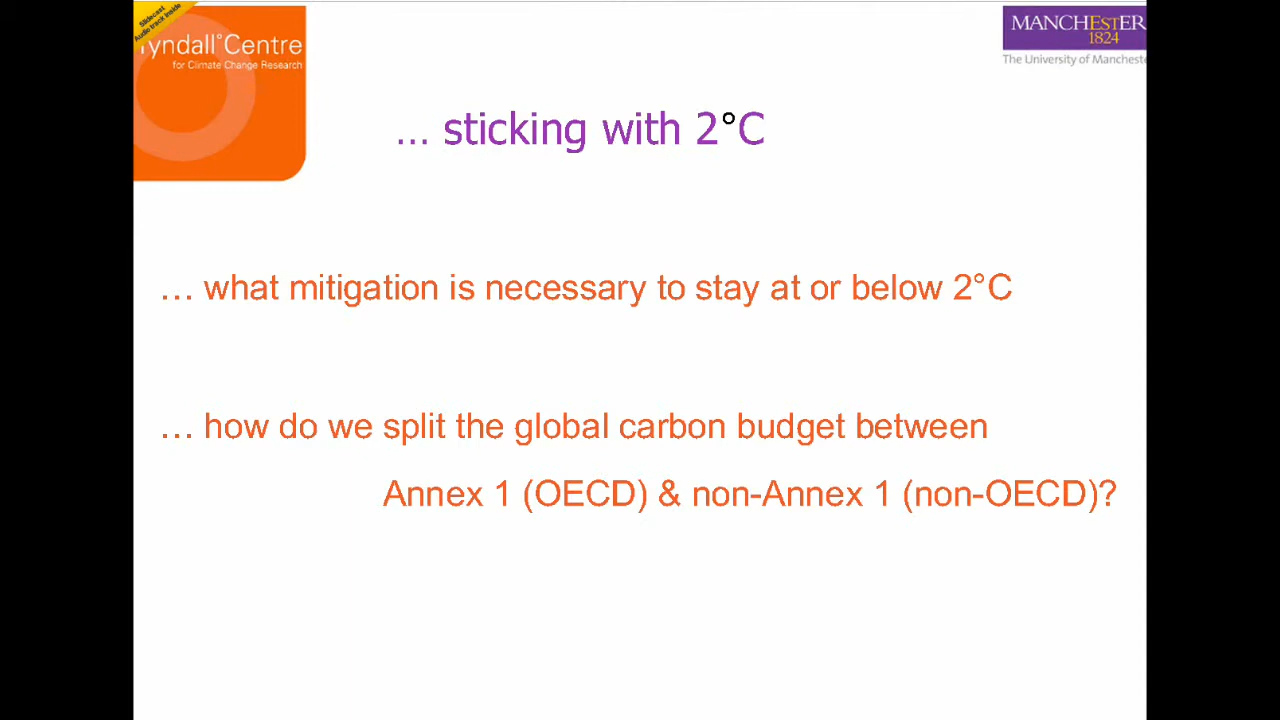 Slidecast
Audio track inside
Tyndall°Centre
for Climate Change Research
MANCHESTER
1824
The University of Manchester
… sticking with 2°C
… what mitigation is necessary to stay at or below 2°C
… how do we split the global carbon budget between
Annex 1 (OECD) & non-Annex 1 (non-OECD)?